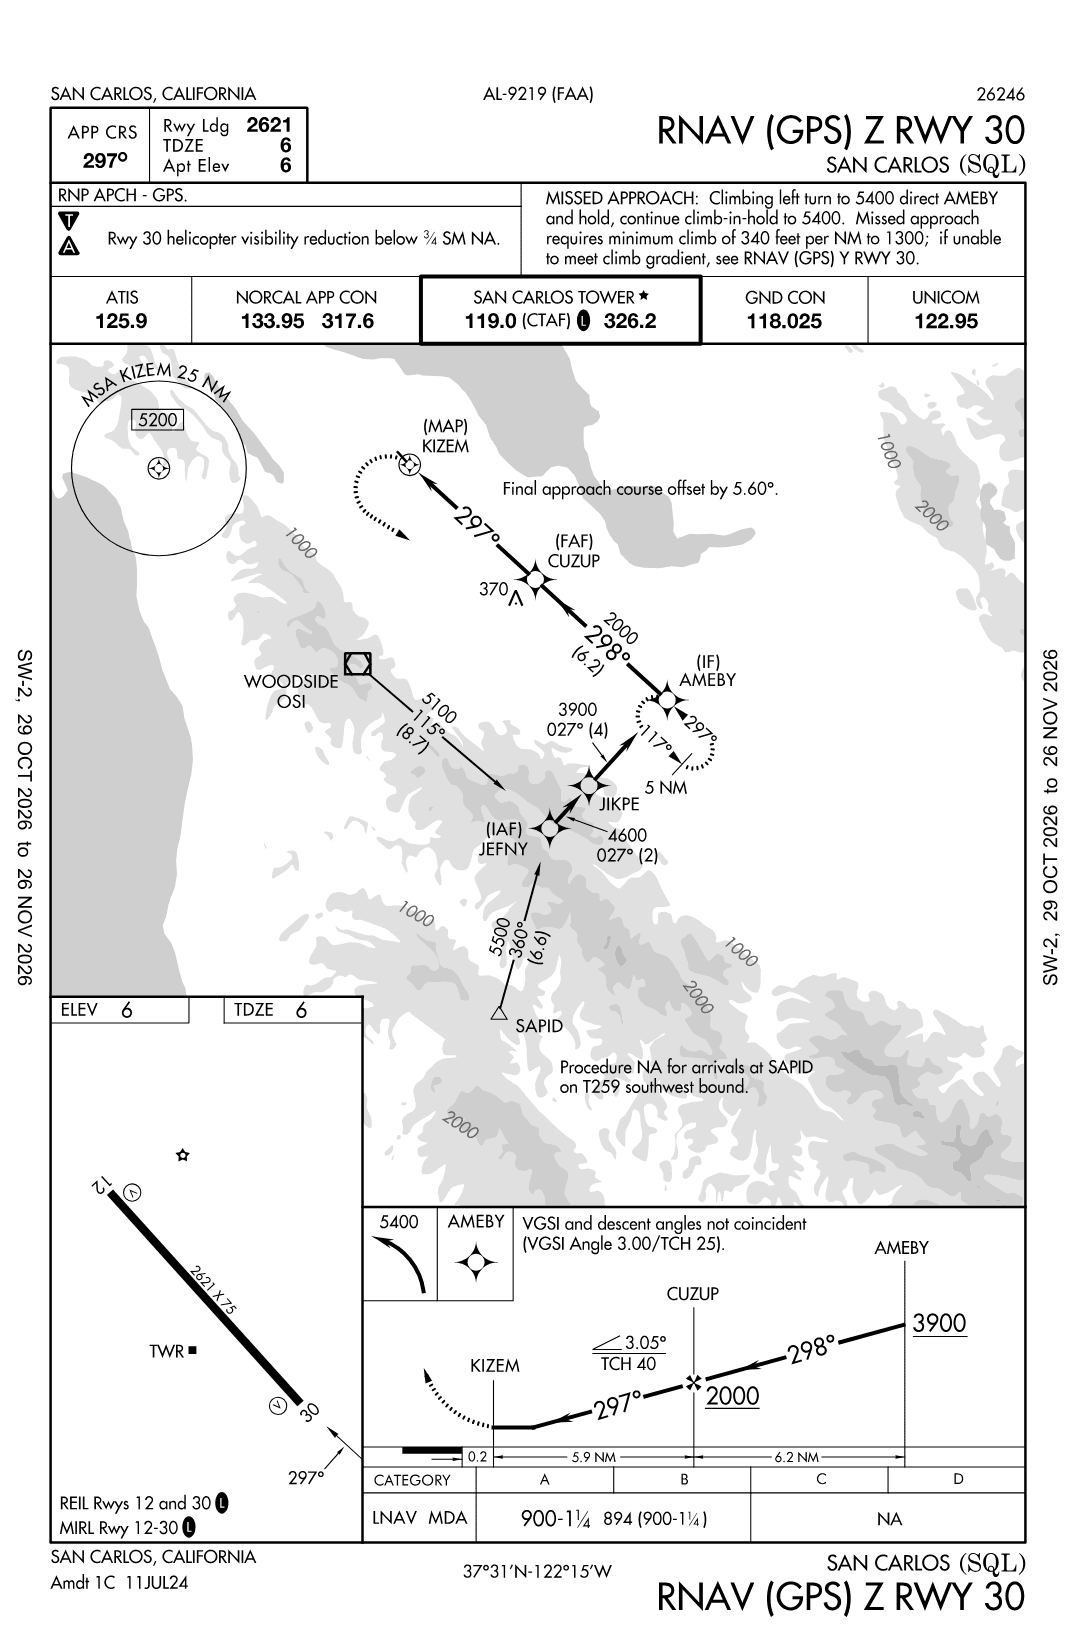 SAN CARLOS, CALIFORNIA
AL-9219 (FAA)
26246
RNAV (GPS) Z RWY 30
SAN CARLOS (SQL)
APP CRS
297°
Rwy Ldg 2621
TDZE 6
Apt Elev 6
RNP APCH - GPS.
T
A
Rwy 30 helicopter visibility reduction below ¾ SM NA.
MISSED APPROACH: Climbing left turn to 5400 direct AMEBY
and hold, continue climb-in-hold to 5400. Missed approach
requires minimum climb of 340 feet per NM to 1300; if unable
to meet climb gradient, see RNAV (GPS) Y RWY 30.
ATIS
125.9
NORCAL APP CON
133.95 317.6
SAN CARLOS TOWER ★
119.0 (CTAF) L 326.2
GND CON
118.025
UNICOM
122.95
MSA KIZEM 25 NM
5200
(MAP)
KIZEM
Final approach course offset by 5.60°.
1000
2000
1000
297°
(FAF)
CUZUP
370
2000
298°
(6.2)
(IF)
AMEBY
WOODSIDE
OSI
5100
115°
(8.7)
3900
027° (4)
117°
297°
5 NM
JIKPE
(IAF)
JEFNY
4600
027° (2)
1000
5500
360°
(6.6)
1000
2000
SAPID
Procedure NA for arrivals at SAPID
on T259 southwest bound.
2000
SW-2, 29 OCT 2026 to 26 NOV 2026
SW-2, 29 OCT 2026 to 26 NOV 2026
ELEV 6
TDZE 6
12
V
2621 X 75
TWR
V
30
297°
REIL Rwys 12 and 30 L
MIRL Rwy 12-30 L
5400
AMEBY
VGSI and descent angles not coincident
(VGSI Angle 3.00/TCH 25).
AMEBY
CUZUP
3900
3.05°
TCH 40
298°
KIZEM
297°
2000
0.2
5.9 NM
6.2 NM
CATEGORY A B C D
LNAV MDA 900-1¼ 894 (900-1¼) NA
SAN CARLOS, CALIFORNIA
Amdt 1C 11JUL24
37°31'N-122°15'W
SAN CARLOS (SQL)
RNAV (GPS) Z RWY 30